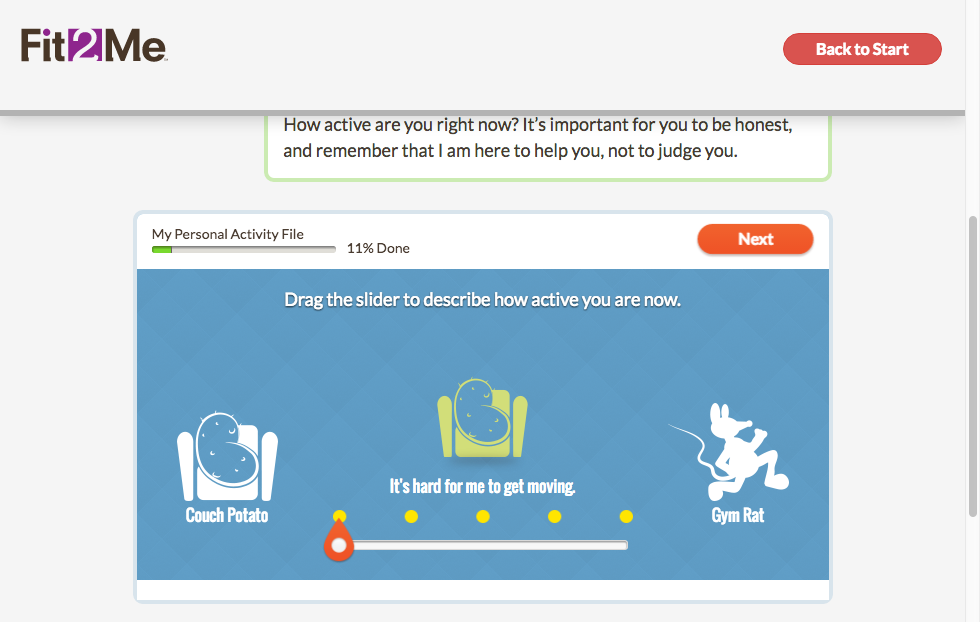 Fit2Me
Back to Start
How active are you right now? It's important for you to be honest,
and remember that I am here to help you, not to judge you.
My Personal Activity File
11% Done
Next
Drag the slider to describe how active you are now.
It's hard for me to get moving.
Couch Potato
Gym Rat